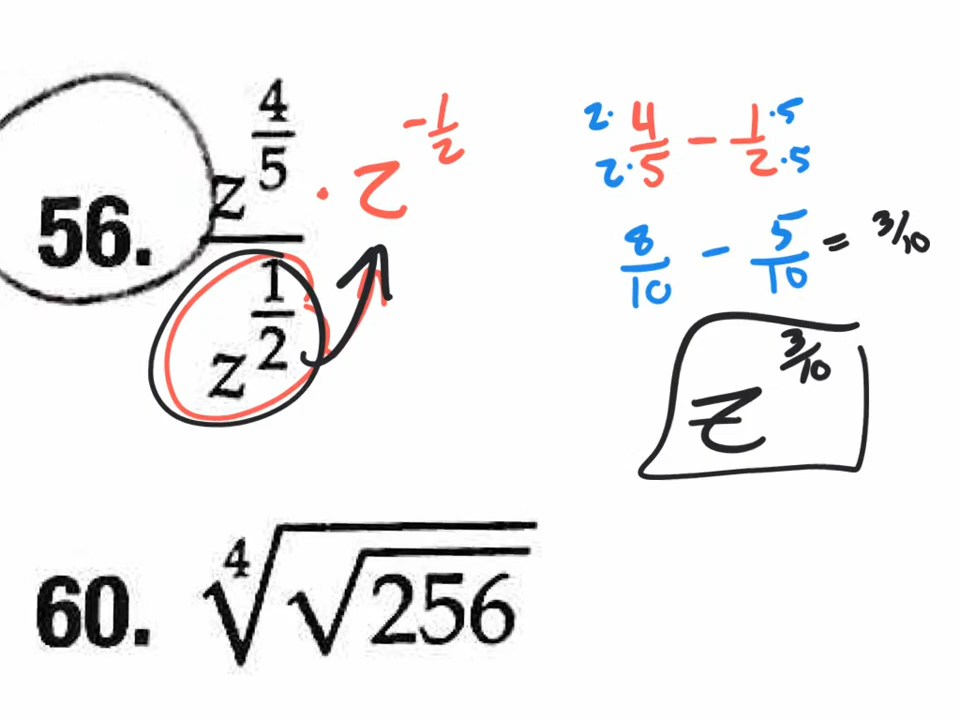 56. z^(4/5) / z^(1/2) · z^(-1/2)
2· 4/5 ·2 - 1/2 ·5 ·5
8/10 - 5/10 = 3/10
z^(3/10)
60. ⁴√√256